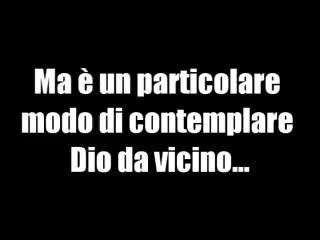 Ma è un particolare
modo di contemplare
Dio da vicino...